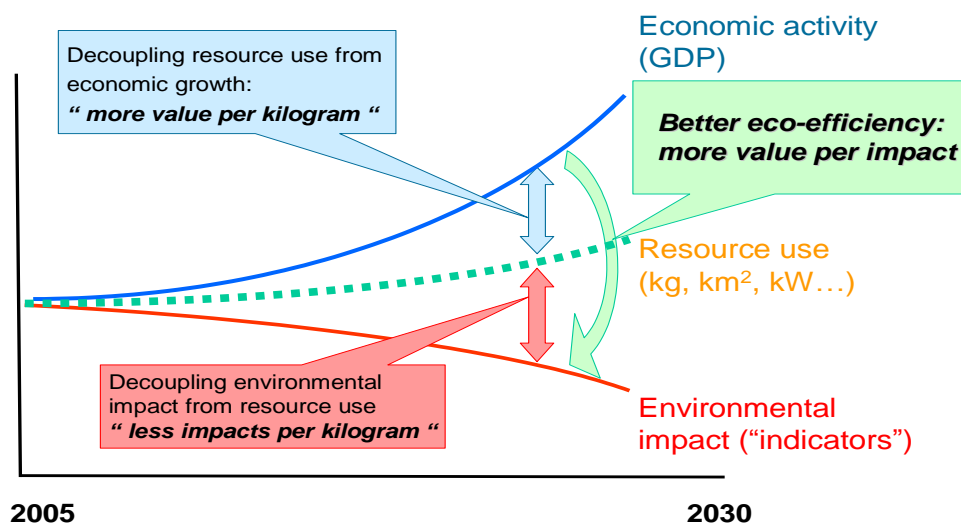 Economic activity
(GDP)
Decoupling resource use from
economic growth:
“ more value per kilogram “
Better eco-efficiency:
more value per impact
Resource use
(kg, km², kW…)
Decoupling environmental
impact from resource use
“ less impacts per kilogram “
Environmental
impact (“indicators”)
2005
2030